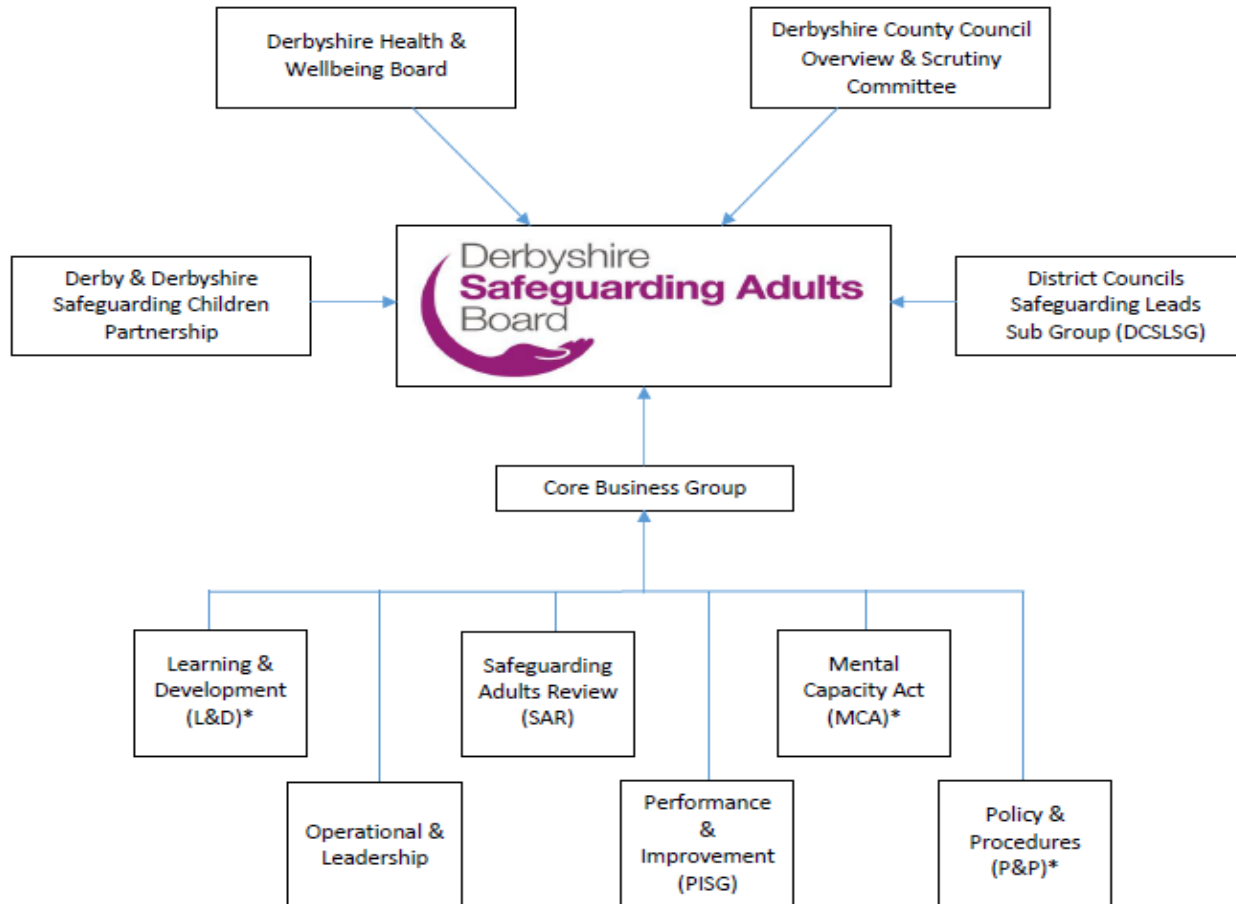 Derbyshire Health &
Wellbeing Board
Derbyshire County Council
Overview & Scrutiny
Committee
Derby & Derbyshire
Safeguarding Children
Partnership
Derbyshire
Safeguarding Adults
Board
District Councils
Safeguarding Leads
Sub Group (DCSLSG)
Core Business Group
Learning &
Development
(L&D)*
Safeguarding
Adults Review
(SAR)
Mental
Capacity Act
(MCA)*
Operational &
Leadership
Performance
&
Improvement
(PISG)
Policy &
Procedures
(P&P)*